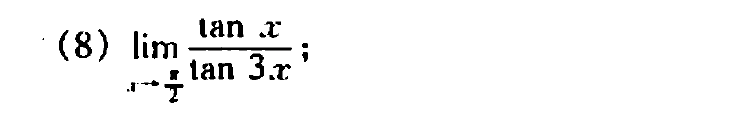 (8) lim_{x→π/2} tan x / tan 3x ;